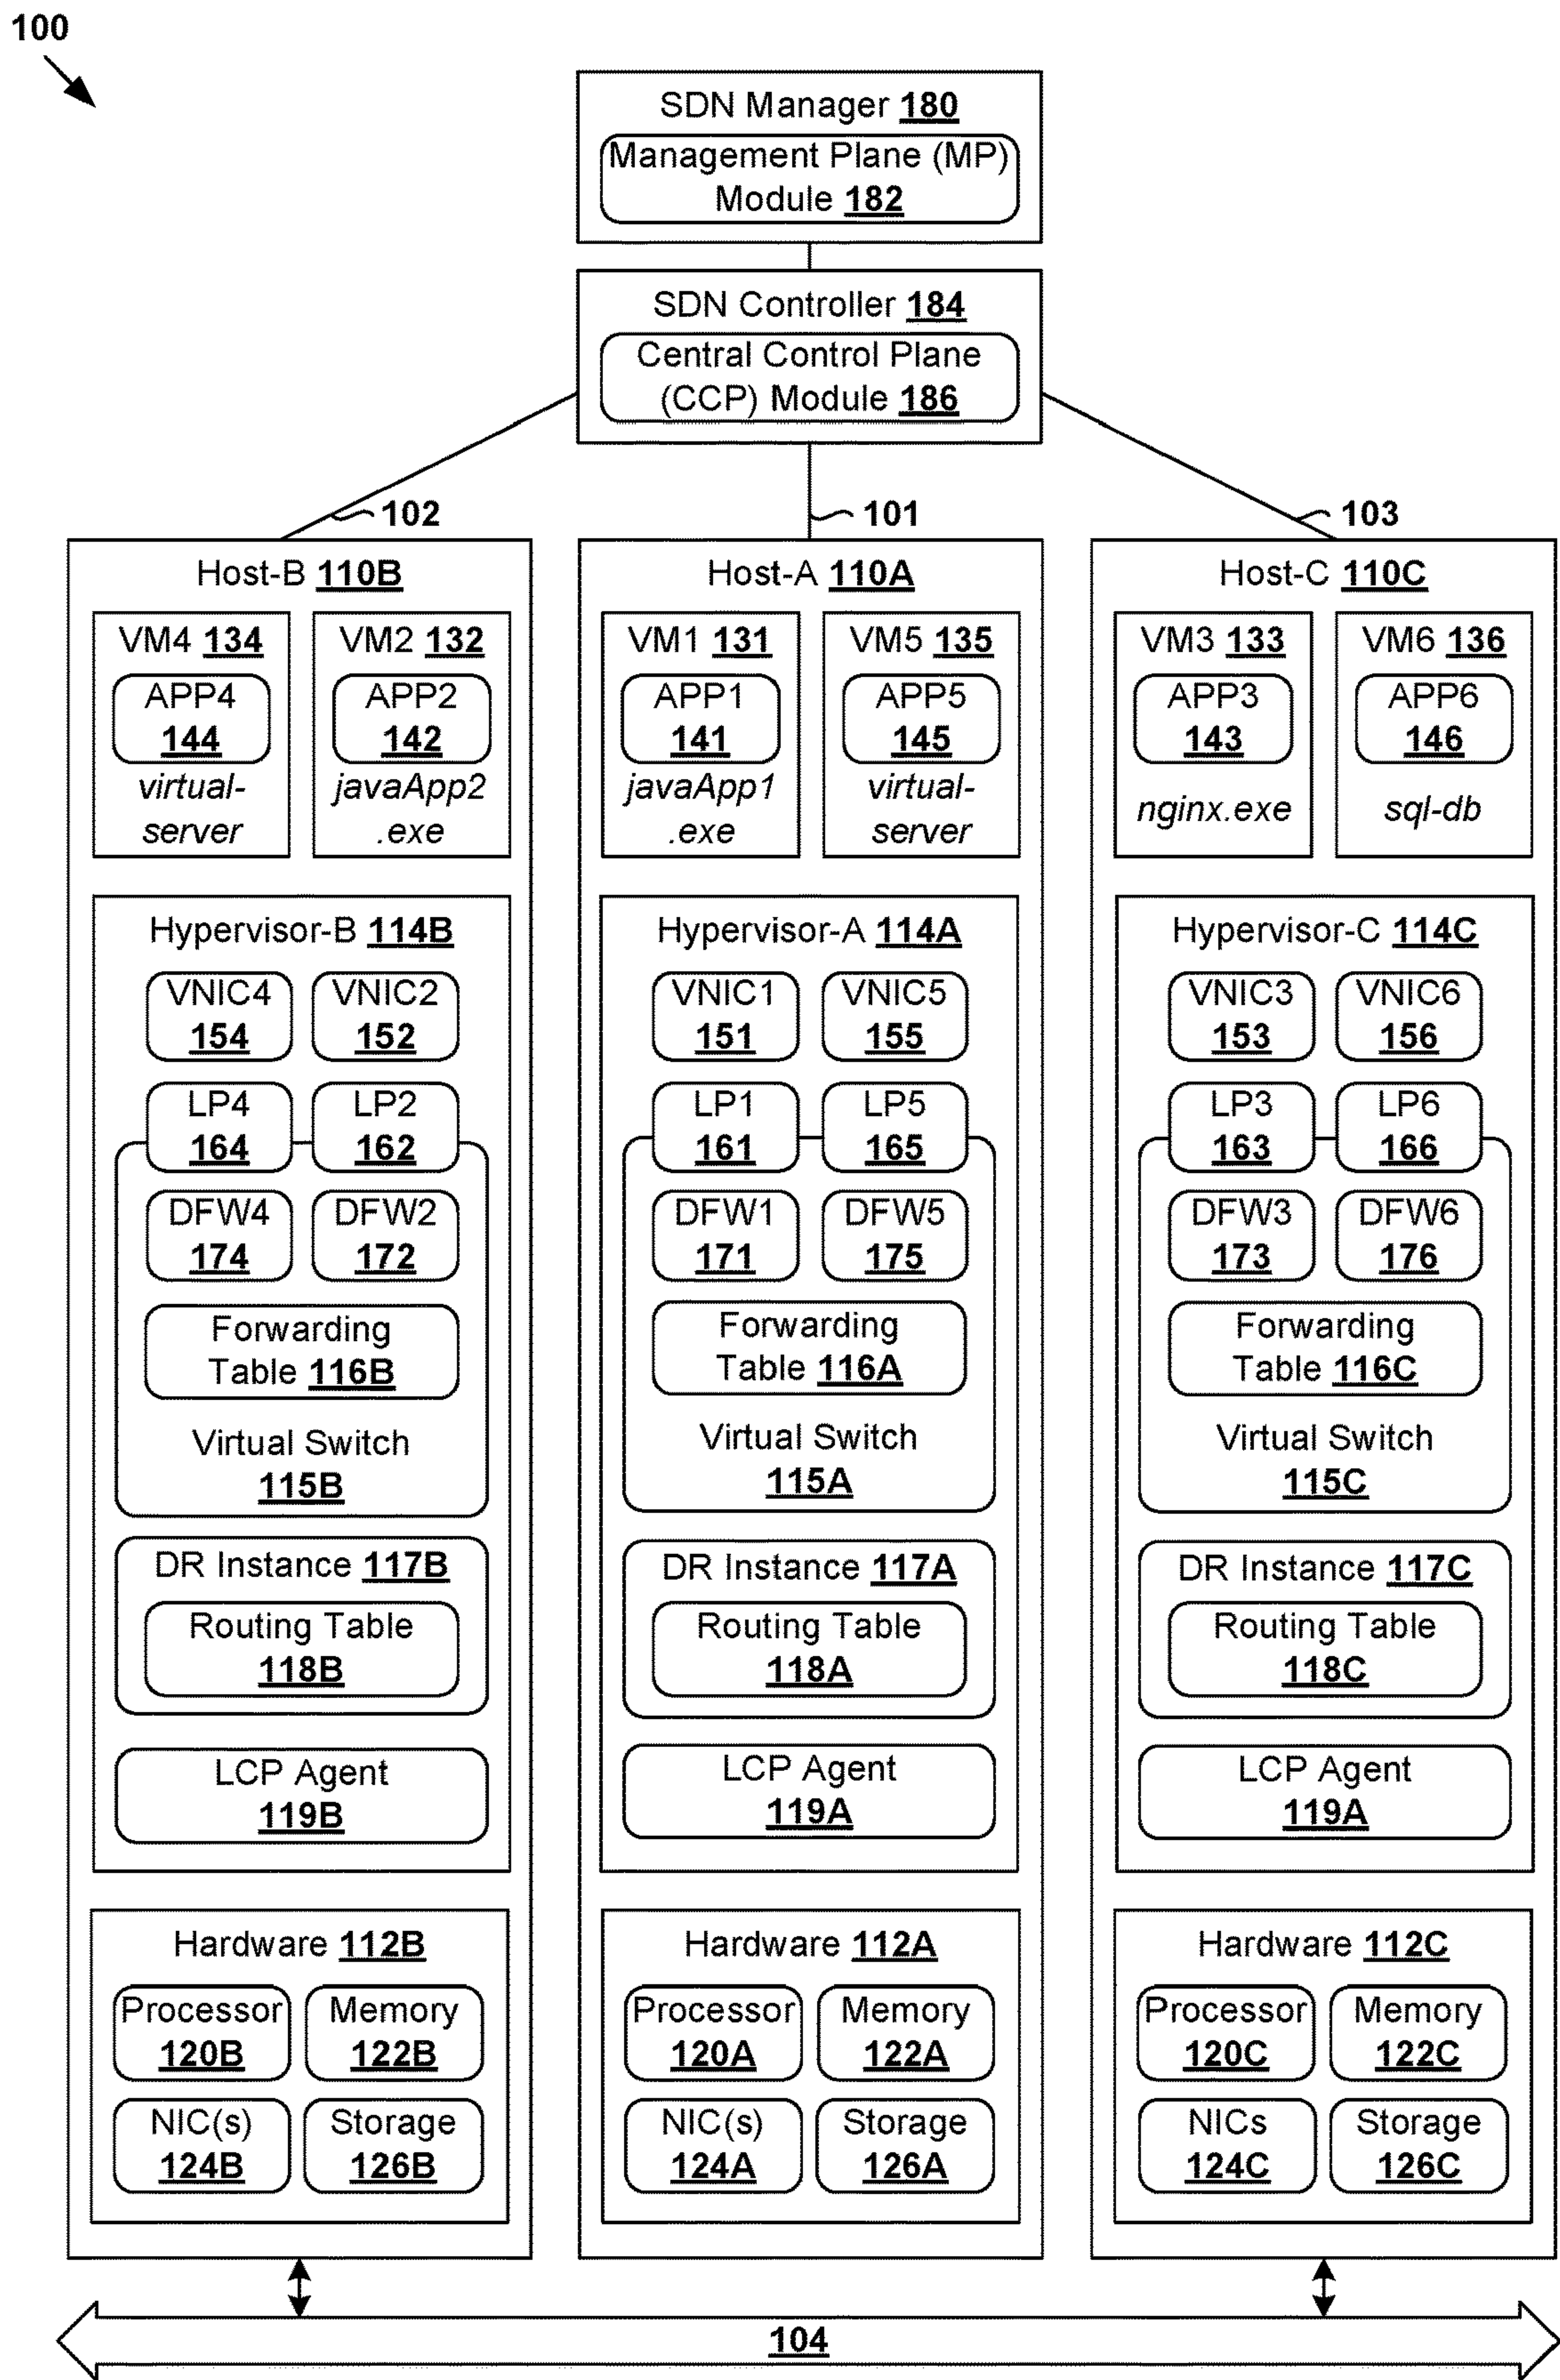 100
SDN Manager 180
Management Plane (MP)
Module 182
SDN Controller 184
Central Control Plane
(CCP) Module 186
102
101
103
Host-B 110B
VM4 134
APP4
144
virtual-
server
VM2 132
APP2
142
javaApp2
.exe
Hypervisor-B 114B
VNIC4
154
VNIC2
152
LP4
164
LP2
162
DFW4
174
DFW2
172
Forwarding
Table 116B
Virtual Switch
115B
DR Instance 117B
Routing Table
118B
LCP Agent
119B
Hardware 112B
Processor
120B
Memory
122B
NIC(s)
124B
Storage
126B
Host-A 110A
VM1 131
APP1
141
javaApp1
.exe
VM5 135
APP5
145
virtual-
server
Hypervisor-A 114A
VNIC1
151
VNIC5
155
LP1
161
LP5
165
DFW1
171
DFW5
175
Forwarding
Table 116A
Virtual Switch
115A
DR Instance 117A
Routing Table
118A
LCP Agent
119A
Hardware 112A
Processor
120A
Memory
122A
NIC(s)
124A
Storage
126A
Host-C 110C
VM3 133
APP3
143
nginx.exe
VM6 136
APP6
146
sql-db
Hypervisor-C 114C
VNIC3
153
VNIC6
156
LP3
163
LP6
166
DFW3
173
DFW6
176
Forwarding
Table 116C
Virtual Switch
115C
DR Instance 117C
Routing Table
118C
LCP Agent
119A
Hardware 112C
Processor
120C
Memory
122C
NICs
124C
Storage
126C
104